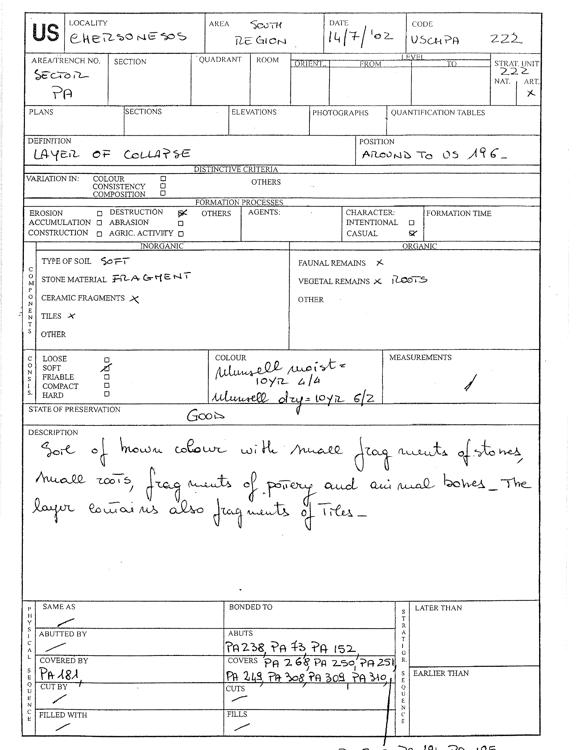 US LOCALITY CHERSONESOS AREA SOUTH REGION DATE 14/7/'02 CODE USCHPA 222
AREA/TRENCH NO. SECTOR PA SECTION QUADRANT ROOM LEVEL ORIENT. FROM TO STRAT. UNIT 222 NAT. ART. x
PLANS SECTIONS ELEVATIONS PHOTOGRAPHS QUANTIFICATION TABLES
DEFINITION POSITION
LAYER OF COLLAPSE AROUND TO US 196_
DISTINCTIVE CRITERIA
VARIATION IN: COLOUR OTHERS
CONSISTENCY
COMPOSITION
FORMATION PROCESSES
EROSION DESTRUCTION x OTHERS AGENTS: CHARACTER: FORMATION TIME
ACCUMULATION ABRASION INTENTIONAL
CONSTRUCTION AGRIC. ACTIVITY CASUAL x
INORGANIC ORGANIC
COMPONENTS
TYPE OF SOIL SOFT FAUNAL REMAINS x
STONE MATERIAL FRAGMENT VEGETAL REMAINS x ROOTS
CERAMIC FRAGMENTS x OTHER
TILES x
OTHER
CONSIS.
LOOSE COLOUR MEASUREMENTS
SOFT Munsell moist=
FRIABLE 10YR 4/4
COMPACT
HARD Munsell dry= 10YR 6/2
STATE OF PRESERVATION GOOD
DESCRIPTION
Soil of brown colour with small fragments of stones,
small roots, fragments of pottery and animal bones_ The
layer contains also fragments of Tiles_
PHYSICAL SEQUENCE
SAME AS BONDED TO
STRATIGR. SEQUENCE
LATER THAN
ABUTTED BY ABUTS
PA 238, PA 73, PA 152
COVERED BY COVERS PA 268, PA 250, PA 251,
PA 181, PA 249, PA 308, PA 309, PA 310,
EARLIER THAN
CUT BY CUTS
FILLED WITH FILLS